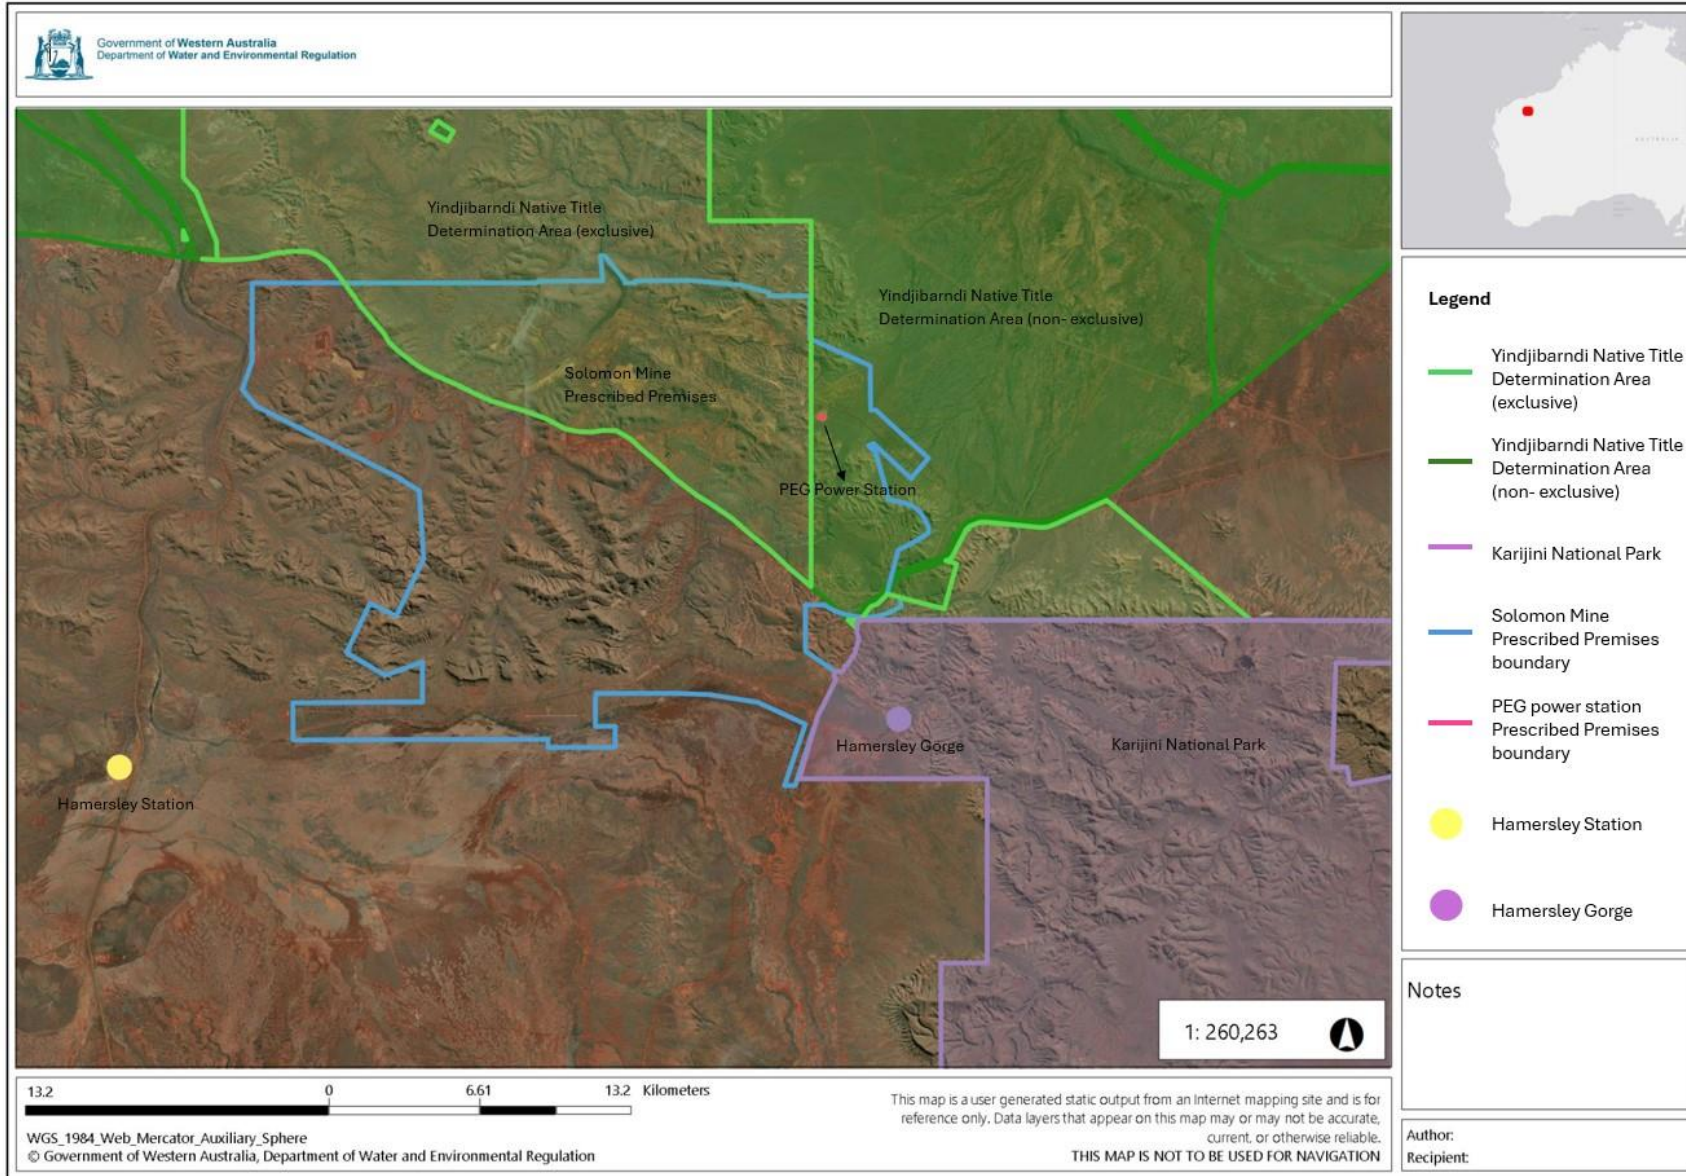 Government of Western Australia
Department of Water and Environmental Regulation
AUSTRALIA
Yindjibarndi Native Title
Determination Area (exclusive)
Yindjibarndi Native Title
Determination Area (non- exclusive)
Solomon Mine
Prescribed Premises
PEG Power Station
Hamersley Gorge
Karijini National Park
Hamersley Station
1: 260,263
Legend
Yindjibarndi Native Title
Determination Area
(exclusive)
Yindjibarndi Native Title
Determination Area
(non- exclusive)
Karijini National Park
Solomon Mine
Prescribed Premises
boundary
PEG power station
Prescribed Premises
boundary
Hamersley Station
Hamersley Gorge
Notes
13.2 0 6.61 13.2 Kilometers
WGS_1984_Web_Mercator_Auxiliary_Sphere
© Government of Western Australia, Department of Water and Environmental Regulation
This map is a user generated static output from an Internet mapping site and is for
reference only. Data layers that appear on this map may or may not be accurate,
current, or otherwise reliable.
THIS MAP IS NOT TO BE USED FOR NAVIGATION
Author:
Recipient: